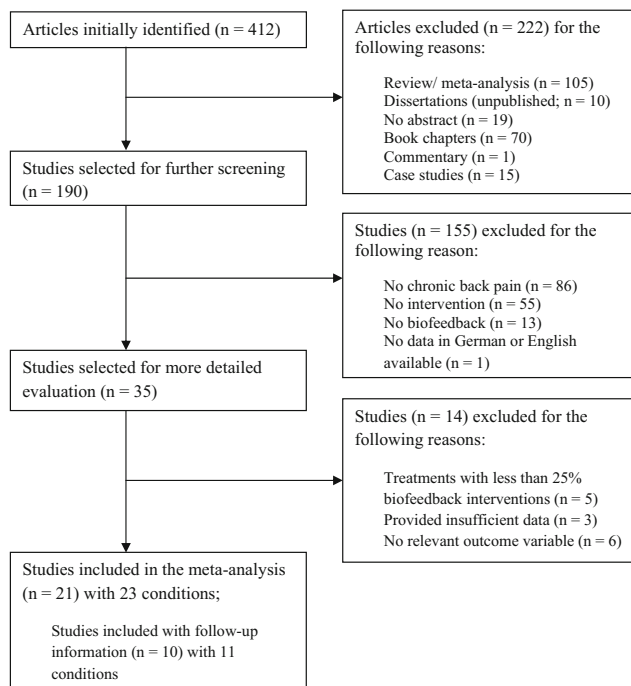 Articles initially identified (n = 412)
Articles excluded (n = 222) for the
following reasons:
Review/ meta-analysis (n = 105)
Dissertations (unpublished; n = 10)
No abstract (n = 19)
Book chapters (n = 70)
Commentary (n = 1)
Case studies (n = 15)
Studies selected for further screening
(n = 190)
Studies (n = 155) excluded for the
following reason:
No chronic back pain (n = 86)
No intervention (n = 55)
No biofeedback (n = 13)
No data in German or English
available (n = 1)
Studies selected for more detailed
evaluation (n = 35)
Studies (n = 14) excluded for the
following reasons:
Treatments with less than 25%
biofeedback interventions (n = 5)
Provided insufficient data (n = 3)
No relevant outcome variable (n = 6)
Studies included in the meta-analysis
(n = 21) with 23 conditions;
Studies included with follow-up
information (n = 10) with 11
conditions